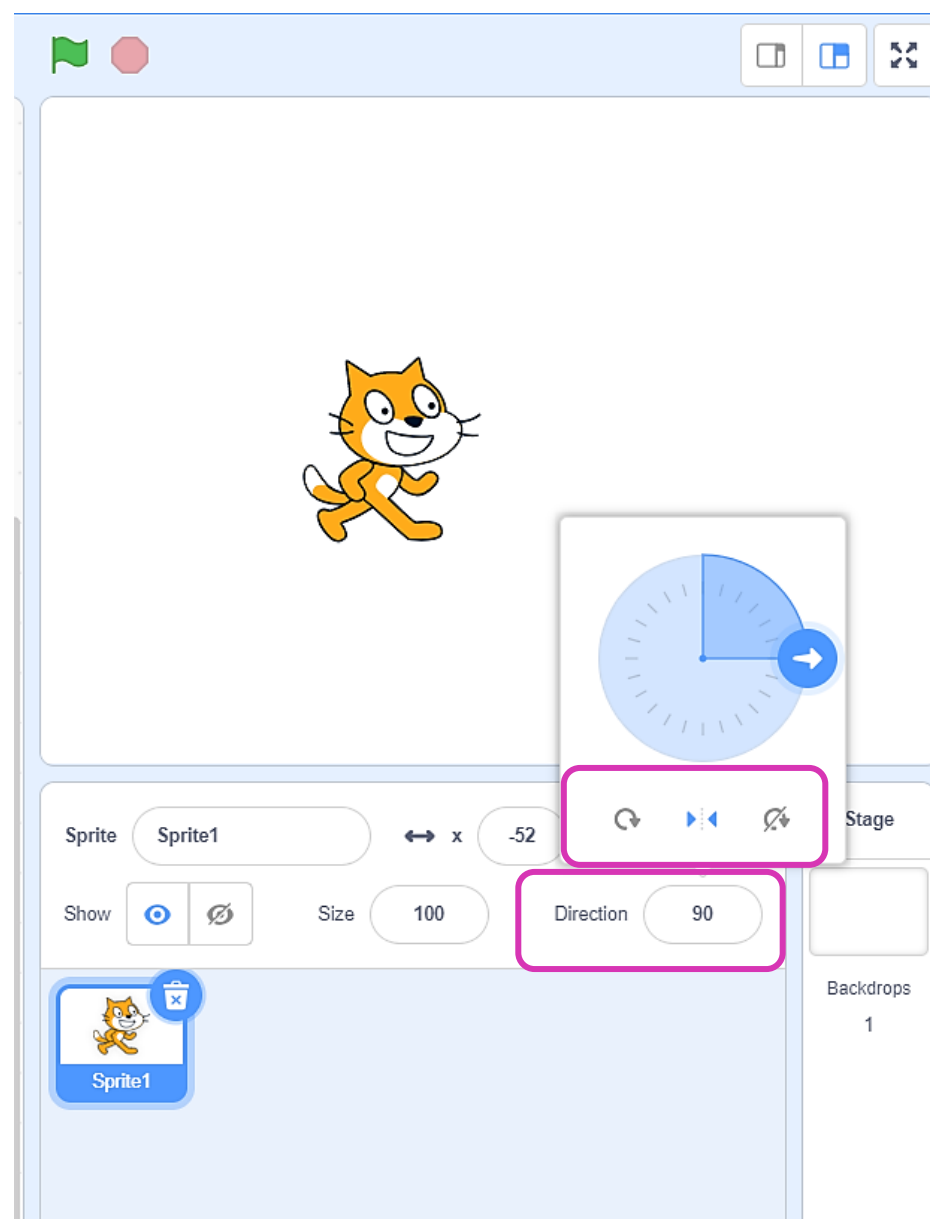 Sprite Sprite1 x -52
Stage
Show Size 100 Direction 90
Backdrops
1
Sprite1